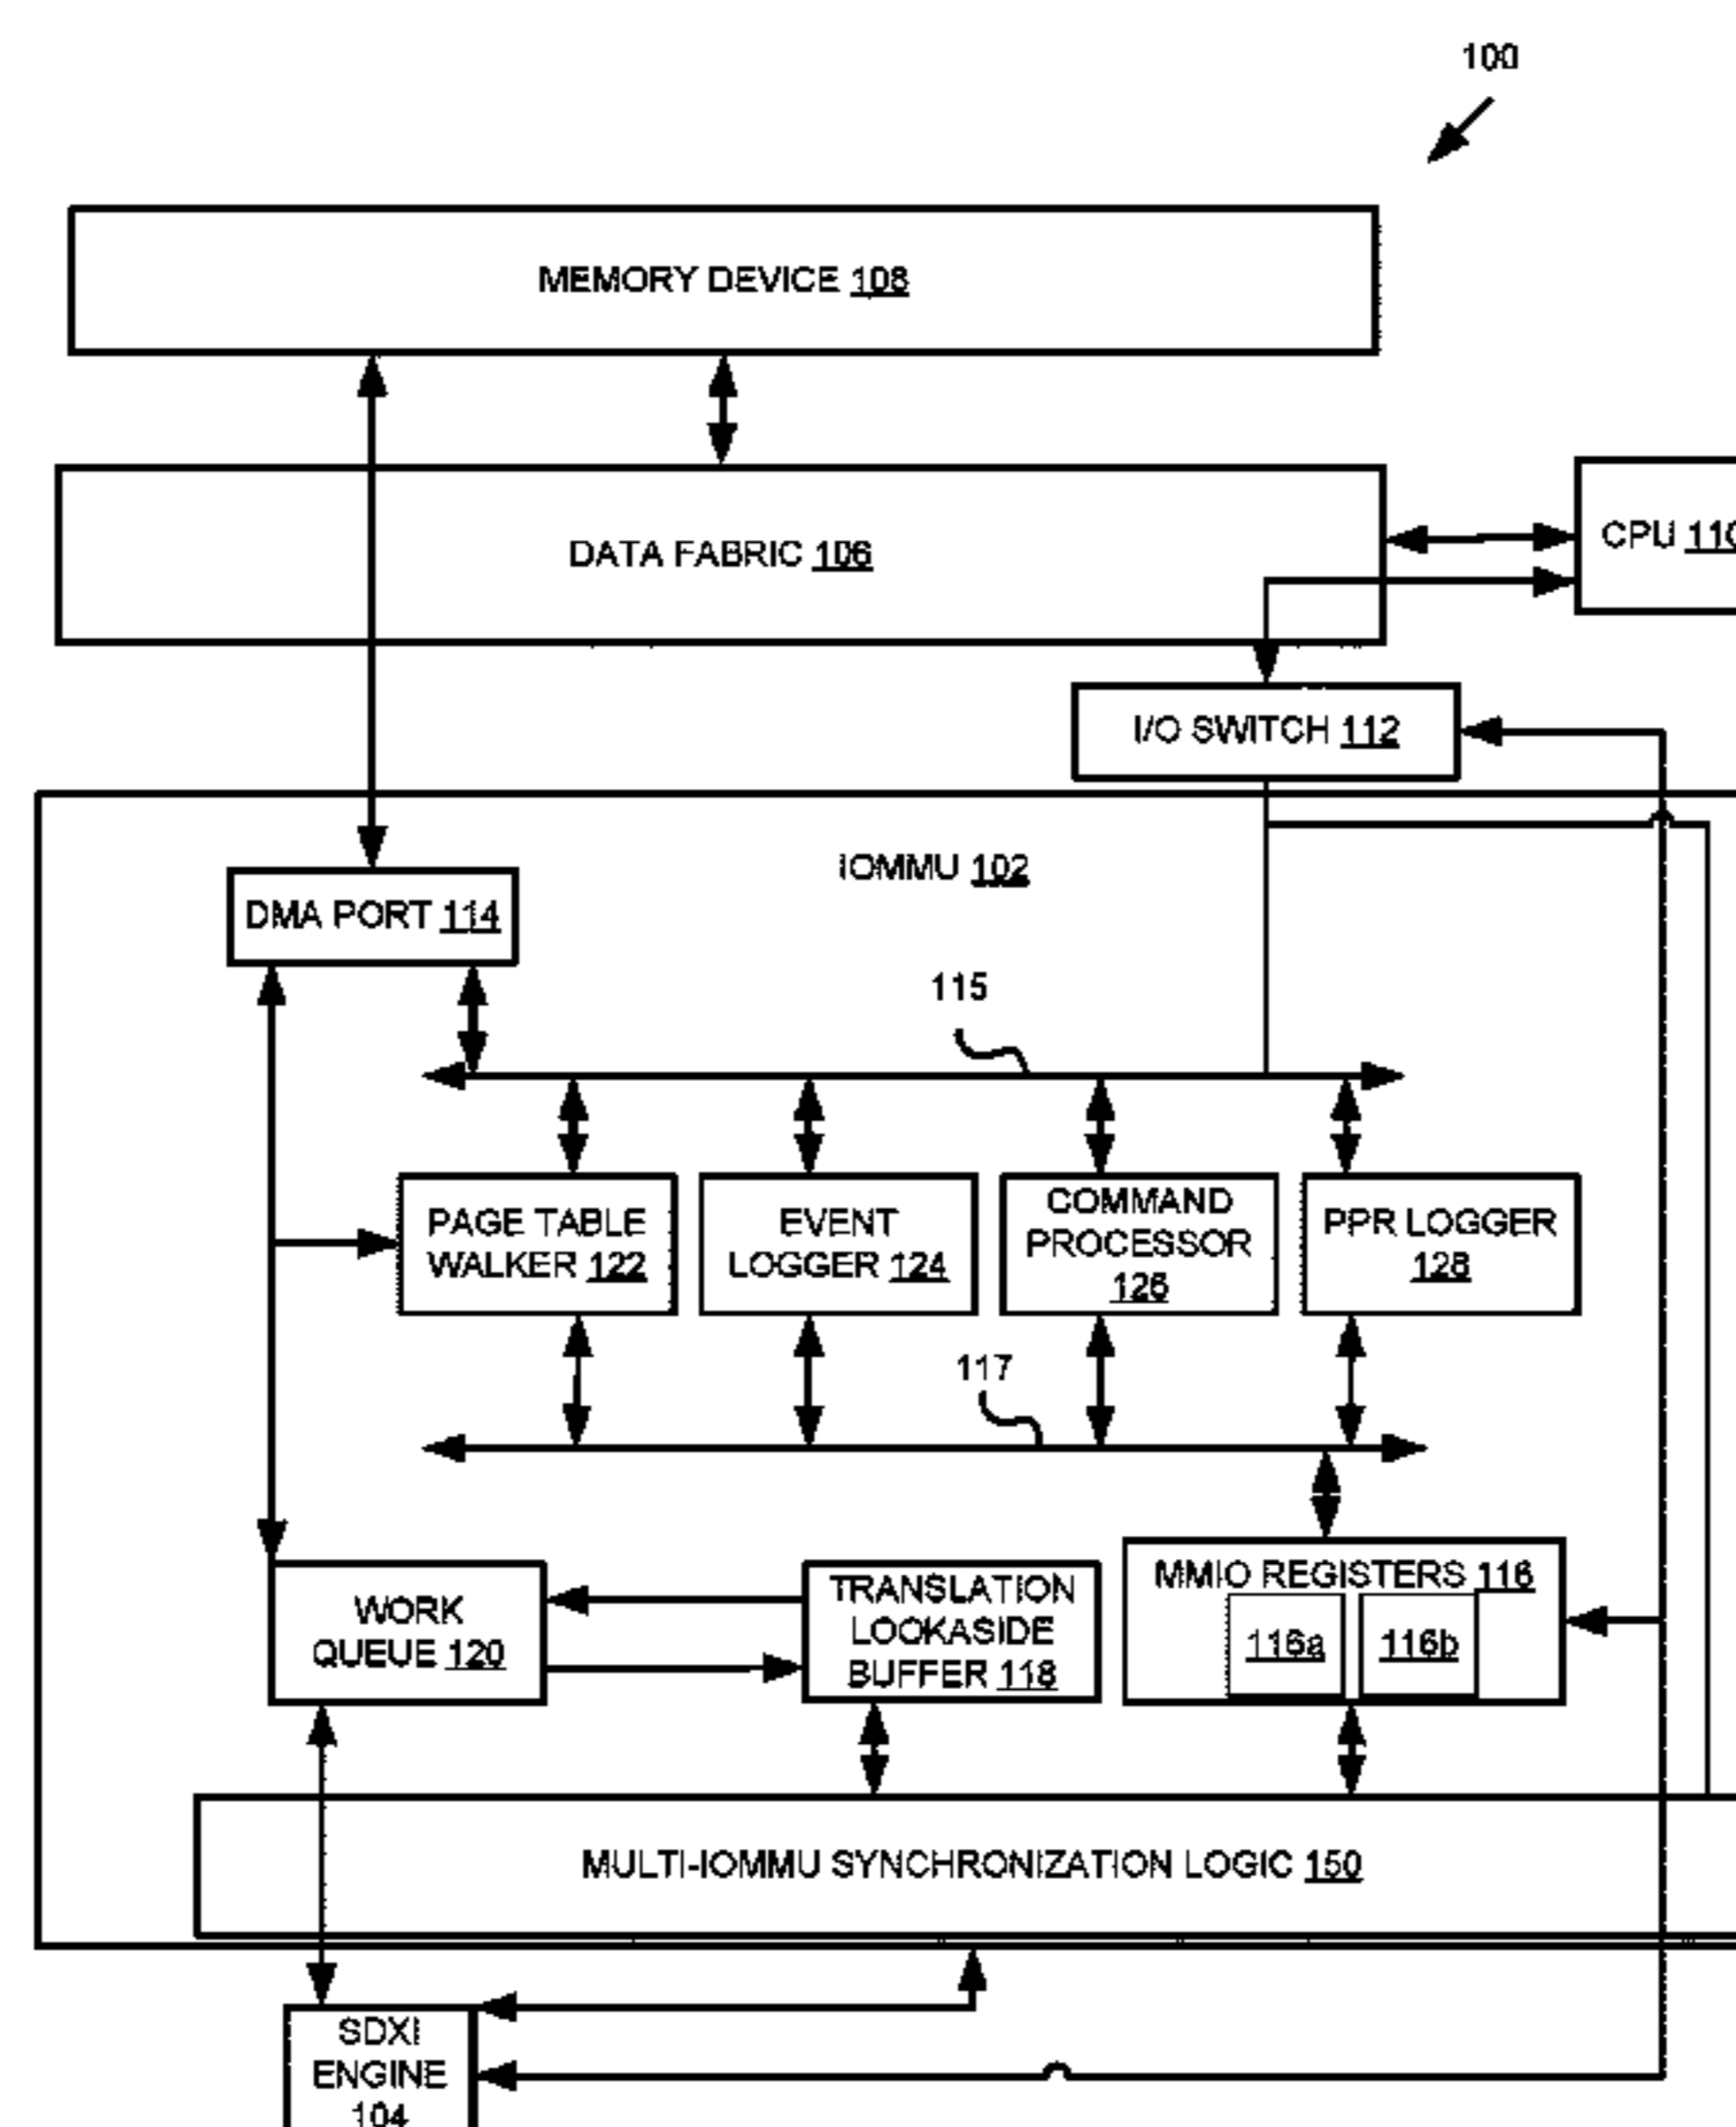 100
MEMORY DEVICE 108
DATA FABRIC 106
CPU 110
I/O SWITCH 112
IOMMU 102
DMA PORT 114
115
PAGE TABLE
WALKER 122
EVENT
LOGGER 124
COMMAND
PROCESSOR
126
PPR LOGGER
128
117
WORK
QUEUE 120
TRANSLATION
LOOKASIDE
BUFFER 118
MMIO REGISTERS 116
116a
116b
MULTI-IOMMU SYNCHRONIZATION LOGIC 150
SDXI
ENGINE
104